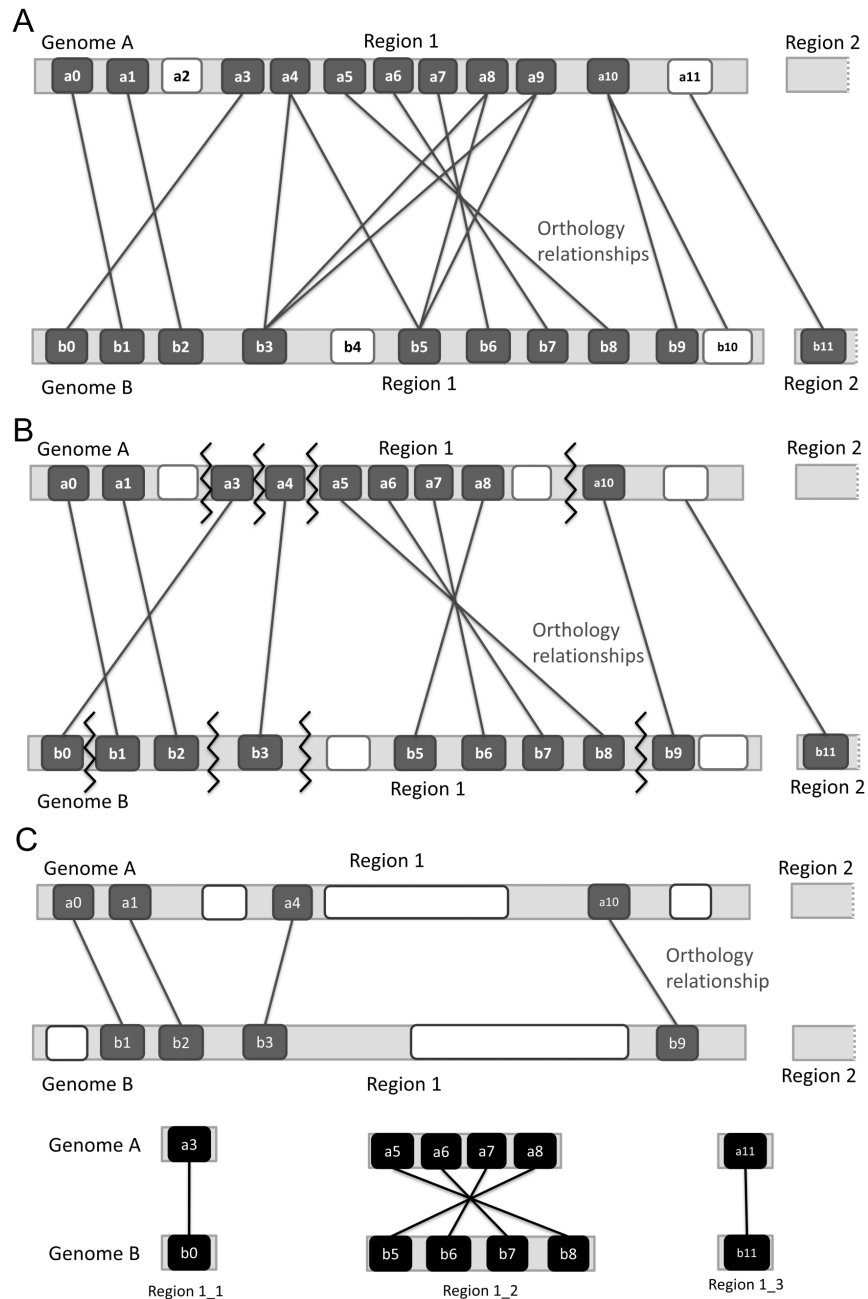 A
Genome A
Region 1
Region 2
a0 a1 a2 a3 a4 a5 a6 a7 a8 a9 a10 a11
Orthology
relationships
b0 b1 b2 b3 b4 b5 b6 b7 b8 b9 b10 b11
Genome B
Region 1
Region 2
B
Genome A
Region 1
Region 2
a0 a1 a3 a4 a5 a6 a7 a8 a10
Orthology
relationships
b0 b1 b2 b3 b5 b6 b7 b8 b9 b11
Genome B
Region 1
Region 2
C
Genome A
Region 1
Region 2
a0 a1 a4 a10
Orthology
relationship
b1 b2 b3 b9
Genome B
Region 1
Region 2
Genome A
a3 a5 a6 a7 a8 a11
Genome B
b0 b5 b6 b7 b8 b11
Region 1_1
Region 1_2
Region 1_3